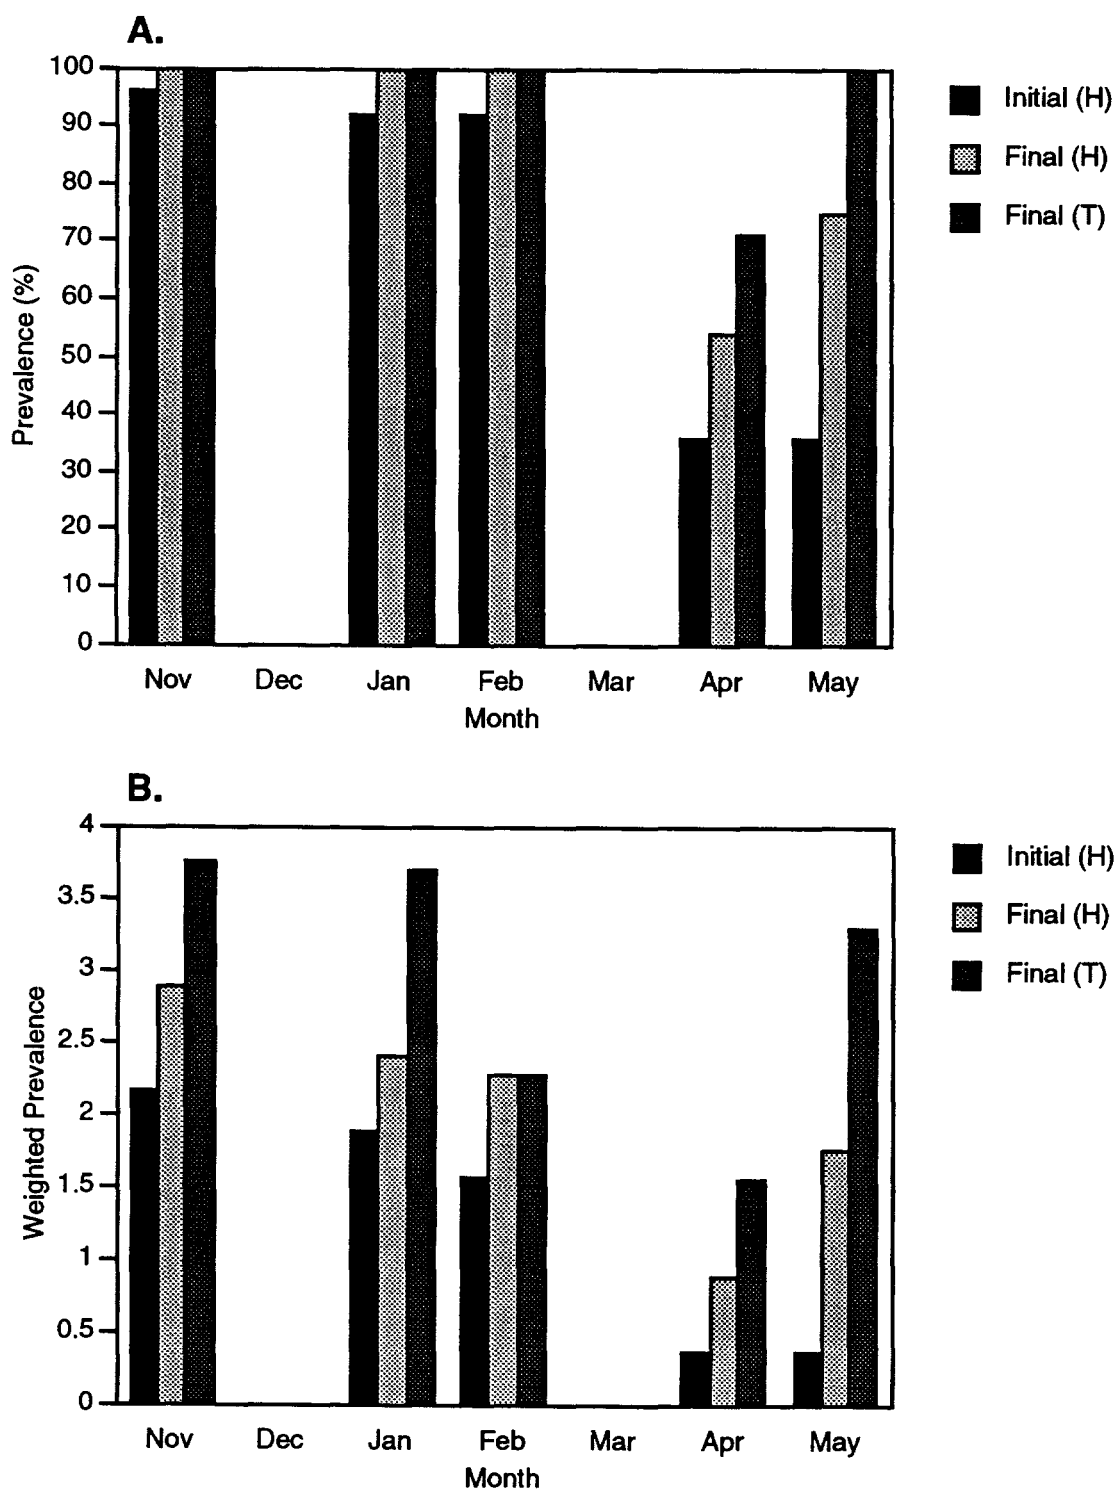 A.
100
90
80
70
60
50
40
30
20
10
0
Prevalence (%)
Nov Dec Jan Feb Mar Apr May
Month
Initial (H)
Final (H)
Final (T)
B.
4
3.5
3
2.5
2
1.5
1
0.5
0
Weighted Prevalence
Nov Dec Jan Feb Mar Apr May
Month
Initial (H)
Final (H)
Final (T)